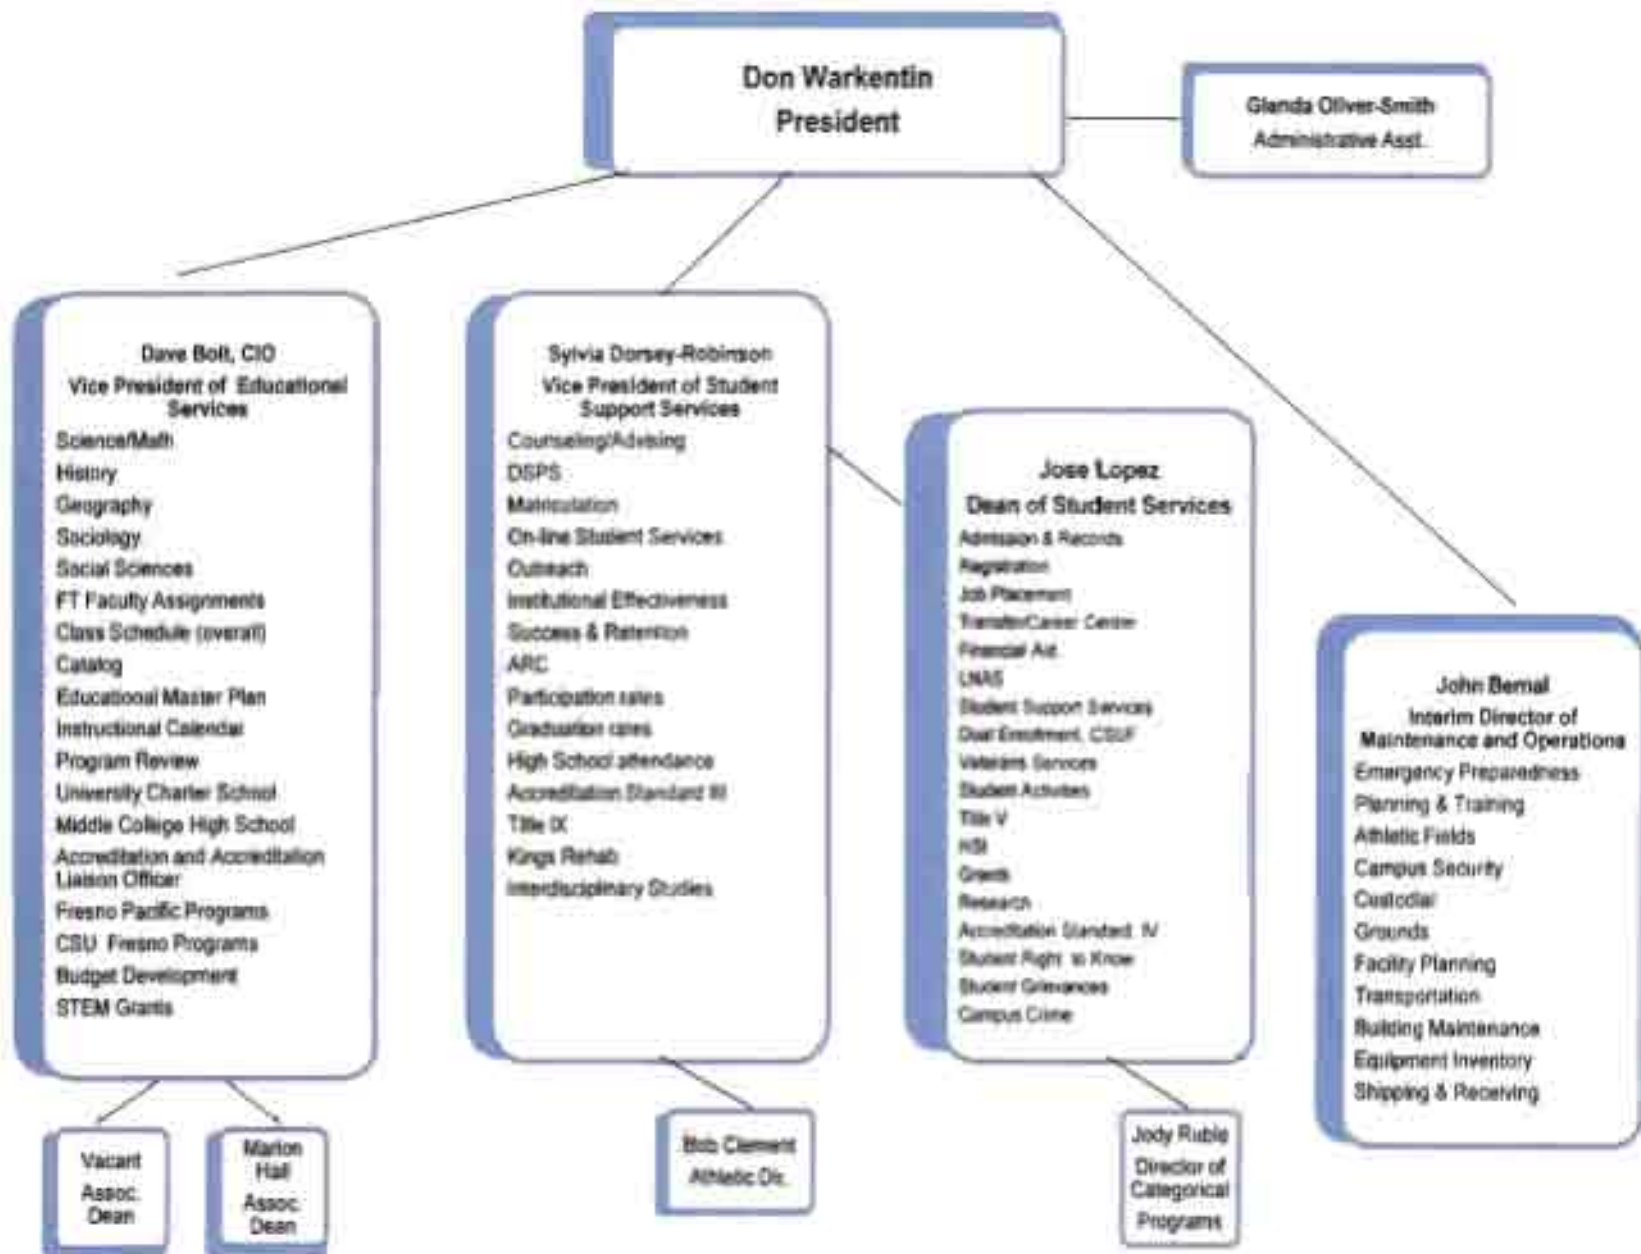 Don Warkentin
President
Glenda Oliver-Smith
Administrative Asst.
Dave Bolt, CIO
Vice President of Educational
Services
Science/Math
History
Geography
Sociology
Social Sciences
FT Faculty Assignments
Class Schedule (overall)
Catalog
Educational Master Plan
Instructional Calendar
Program Review
University Charter School
Middle College High School
Accreditation and Accreditation
Liaison Officer
Fresno Pacific Programs
CSU Fresno Programs
Budget Development
STEM Grants
Sylvia Dorsey-Robinson
Vice President of Student
Support Services
Counseling/Advising
DSPS
Matriculation
On-line Student Services
Outreach
Institutional Effectiveness
Success & Retention
ARC
Participation rates
Graduation rates
High School attendance
Accreditation Standard III
Title IX
Kings Rehab
Interdisciplinary Studies
Jose Lopez
Dean of Student Services
Admission & Records
Registration
Job Placement
Transfer/Career Center
Financial Aid
LNAS
Student Support Services
Dual Enrollment, CSUF
Veterans Services
Student Activities
Title V
HSI
Grants
Research
Accreditation Standard IV
Student Right to Know
Student Grievances
Campus Crime
John Bernal
Interim Director of
Maintenance and Operations
Emergency Preparedness
Planning & Training
Athletic Fields
Campus Security
Custodial
Grounds
Facility Planning
Transportation
Building Maintenance
Equipment Inventory
Shipping & Receiving
Vacant
Assoc.
Dean
Marlon
Hall
Assoc.
Dean
Bob Clement
Athletic Dir.
Jody Ruble
Director of
Categorical
Programs